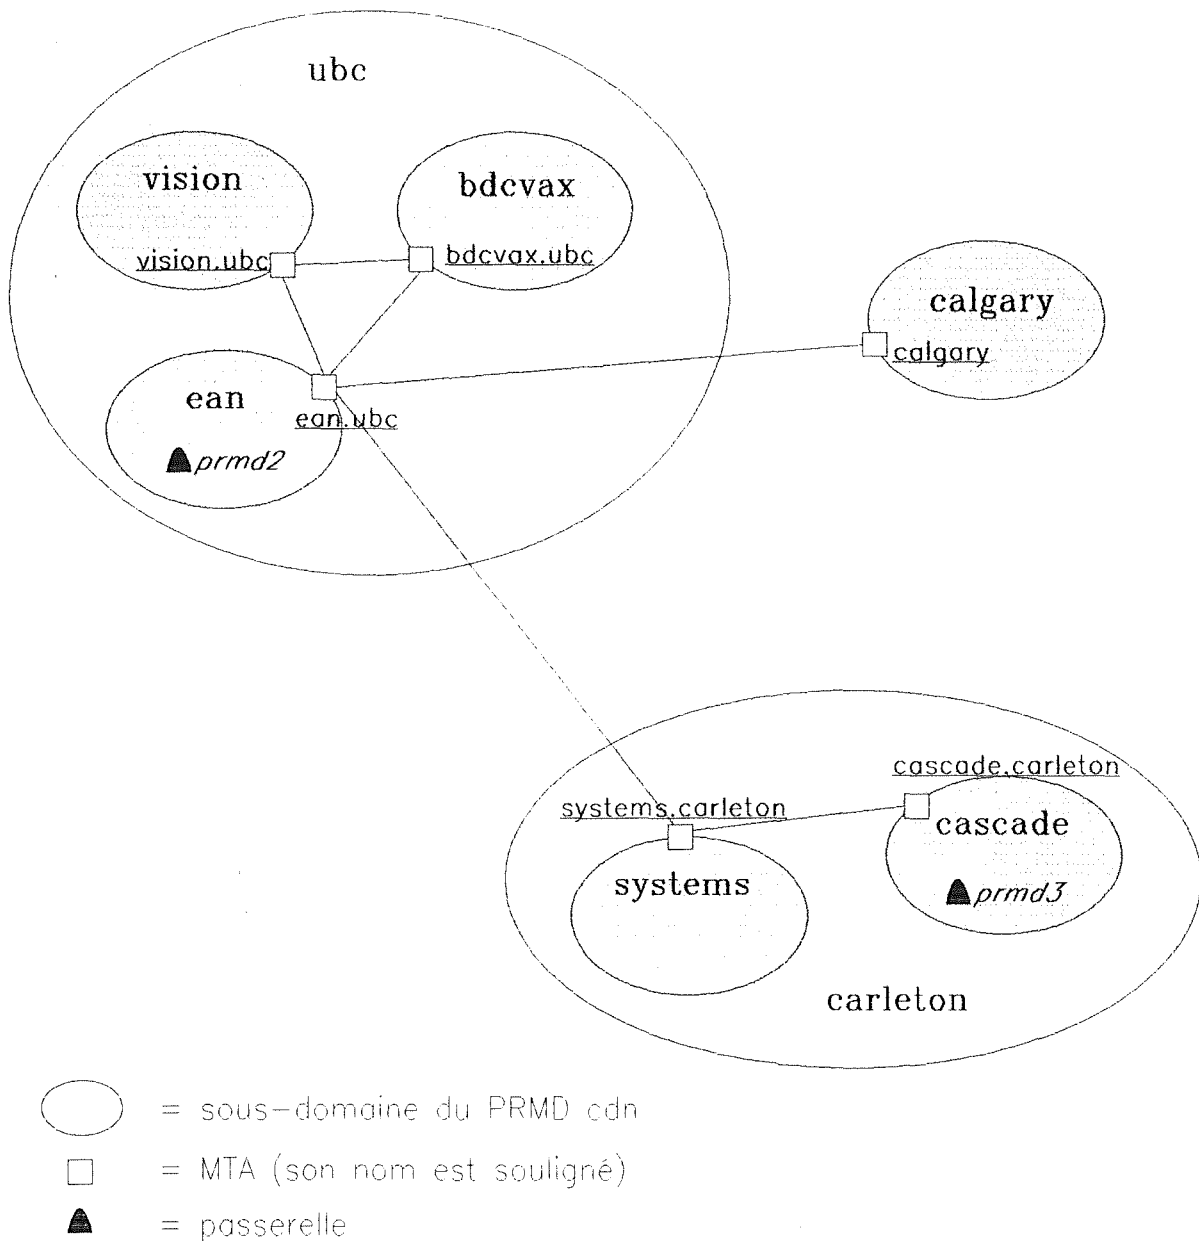 ubc
vision
bdcvax
vision.ubc
bdcvax.ubc
calgary
calgary
ean
ean.ubc
prmd2
cascade.carleton
systems.carleton
cascade
systems
prmd3
carleton
= sous-domaine du PRMD cdn
= MTA (son nom est souligné)
= passerelle